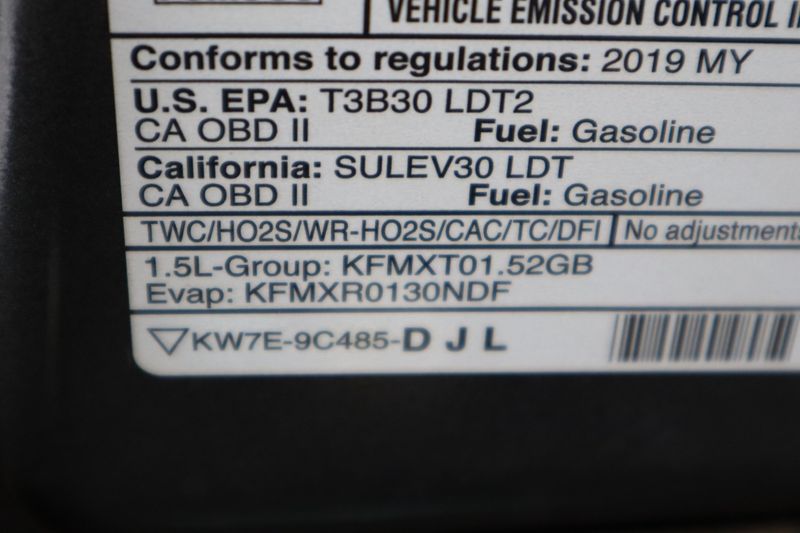 VEHICLE EMISSION CONTROL
Conforms to regulations: 2019 MY
U.S. EPA: T3B30 LDT2
CA OBD II Fuel: Gasoline
California: SULEV30 LDT
CA OBD II Fuel: Gasoline
TWC/HO2S/WR-HO2S/CAC/TC/DFI No adjustments
1.5L-Group: KFMXT01.52GB
Evap: KFMXR0130NDF
KW7E-9C485-D J L